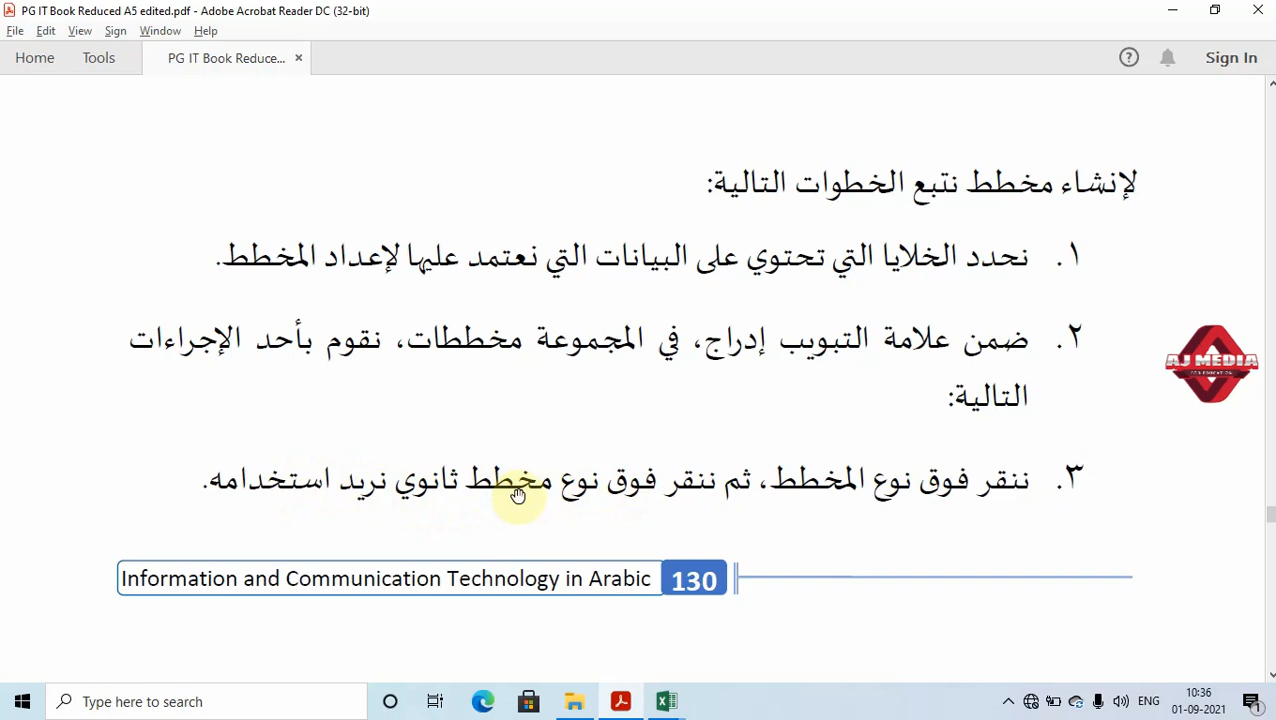 PG IT Book Reduced A5 edited.pdf - Adobe Acrobat Reader DC (32-bit)
File Edit View Sign Window Help
Home Tools PG IT Book Reduce... × Sign In
لإنشاء مخطط نتبع الخطوات التالية:
١. نحدد الخلايا التي تحتوي على البيانات التي نعتمد عليها لإعداد المخطط.
٢. ضمن علامة التبويب إدراج، في المجموعة مخططات، نقوم بأحد الإجراءات
التالية:
AJ MEDIA
FOR EDUCATION
٣. ننقر فوق نوع المخطط، ثم ننقر فوق نوع مخطط ثانوي نريد استخدامه.
Information and Communication Technology in Arabic 130
Type here to search ENG 10:36
01-09-2021